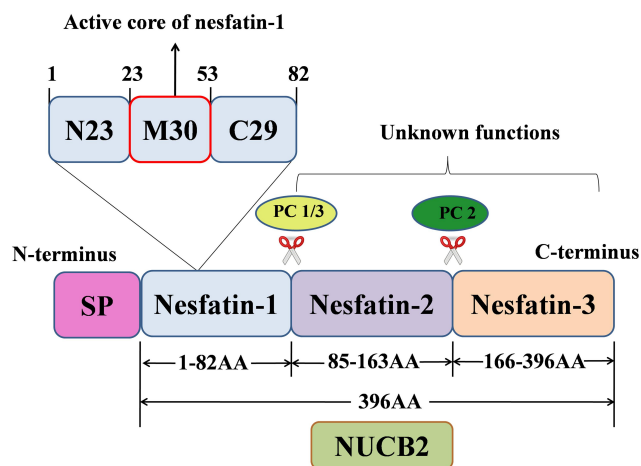 Active core of nesfatin-1
1 23 53 82
N23 M30 C29
Unknown functions
PC 1/3 PC 2
N-terminus C-terminus
SP Nesfatin-1 Nesfatin-2 Nesfatin-3
1-82AA 85-163AA 166-396AA
396AA
NUCB2